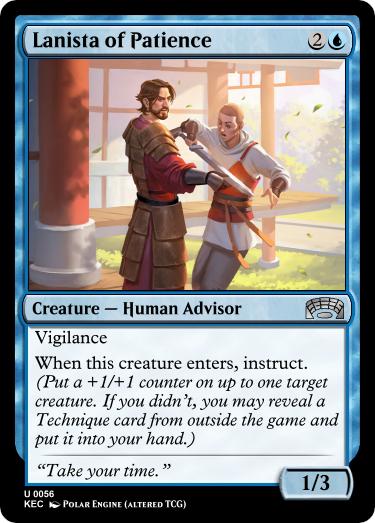 Lanista of Patience 2
Creature — Human Advisor
Vigilance
When this creature enters, instruct.
(Put a +1/+1 counter on up to one target
creature. If you didn't, you may reveal a
Technique card from outside the game and
put it into your hand.)
“Take your time.”
1/3
U 0056
KEC Polar Engine (altered TCG)